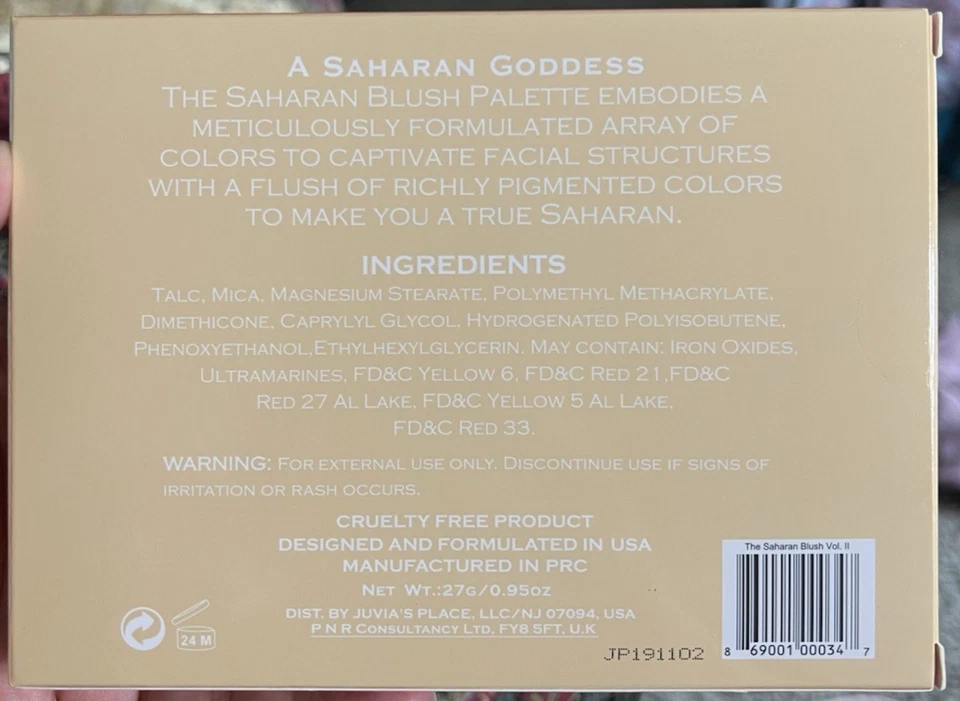 A SAHARAN GODDESS
THE SAHARAN BLUSH PALETTE EMBODIES A
METICULOUSLY FORMULATED ARRAY OF
COLORS TO CAPTIVATE FACIAL STRUCTURES
WITH A FLUSH OF RICHLY PIGMENTED COLORS
TO MAKE YOU A TRUE SAHARAN.
INGREDIENTS
TALC, MICA, MAGNESIUM STEARATE, POLYMETHYL METHACRYLATE,
DIMETHICONE, CAPRYLYL GLYCOL, HYDROGENATED POLYISOBUTENE,
PHENOXYETHANOL,ETHYLHEXYLGLYCERIN. MAY CONTAIN: IRON OXIDES,
ULTRAMARINES, FD&C YELLOW 6, FD&C RED 21,FD&C
RED 27 AL LAKE, FD&C YELLOW 5 AL LAKE,
FD&C RED 33.
WARNING: FOR EXTERNAL USE ONLY. DISCONTINUE USE IF SIGNS OF
IRRITATION OR RASH OCCURS.
CRUELTY FREE PRODUCT
DESIGNED AND FORMULATED IN USA
MANUFACTURED IN PRC
NET WT.:27G/0.95OZ
DIST. BY JUVIA'S PLACE, LLC/NJ 07094, USA
P N R CONSULTANCY LTD, FY8 5FT, U.K
24 M
JP191102
The Saharan Blush Vol. II
8 69001 00034 7